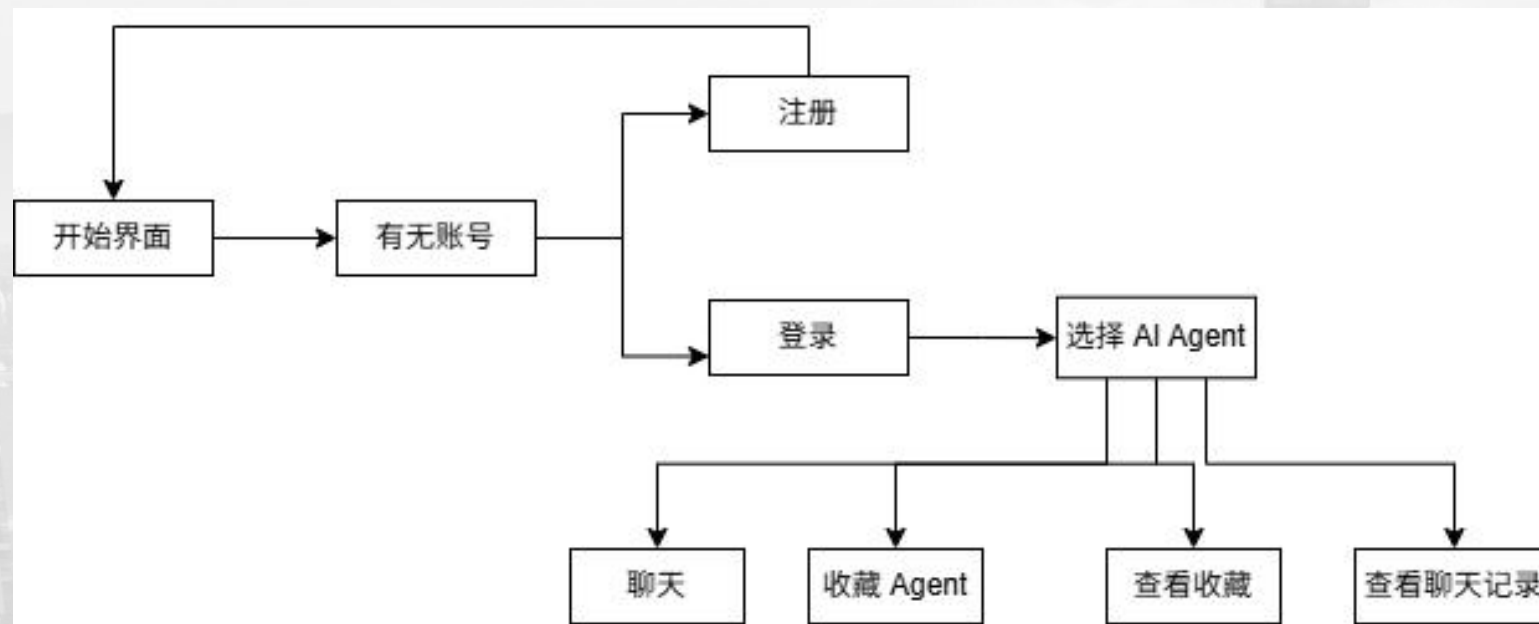 注册
开始界面
有无账号
登录
选择 AI Agent
聊天
收藏 Agent
查看收藏
查看聊天记录